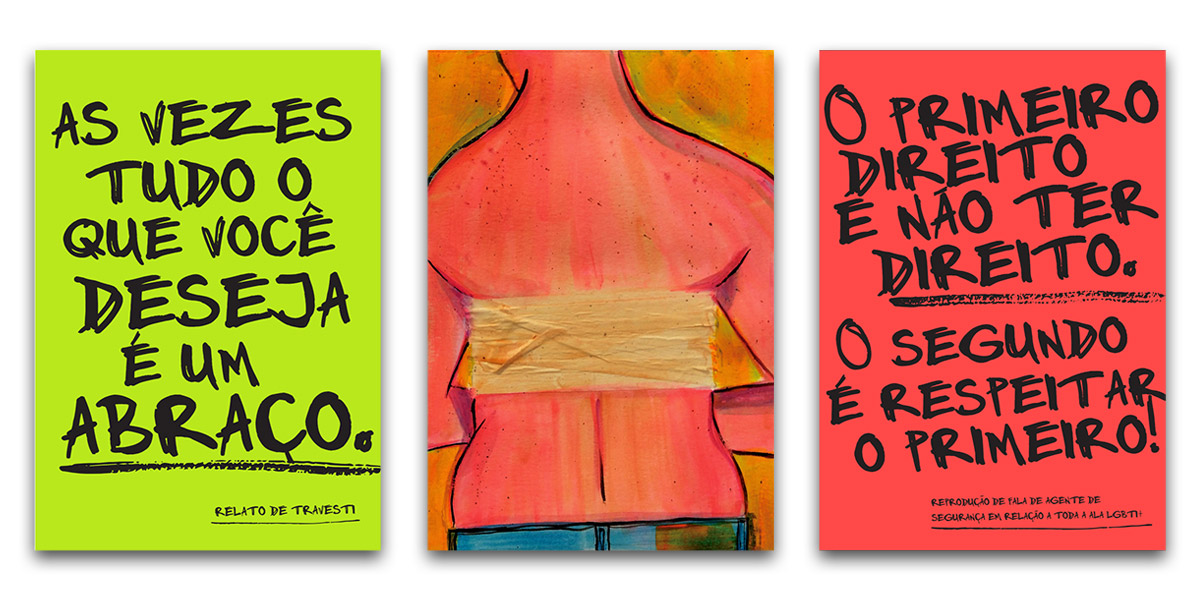 AS VEZES
TUDO O
QUE VOCÊ
DESEJA
É UM
ABRAÇO.
RELATO DE TRAVESTI
O PRIMEIRO
DIREITO
É NÃO TER
DIREITO.
O SEGUNDO
É RESPEITAR
O PRIMEIRO!
REPRODUÇÃO DE FALA DE AGENTE DE
SEGURANÇA EM RELAÇÃO A TODA A ALA LGBTI+